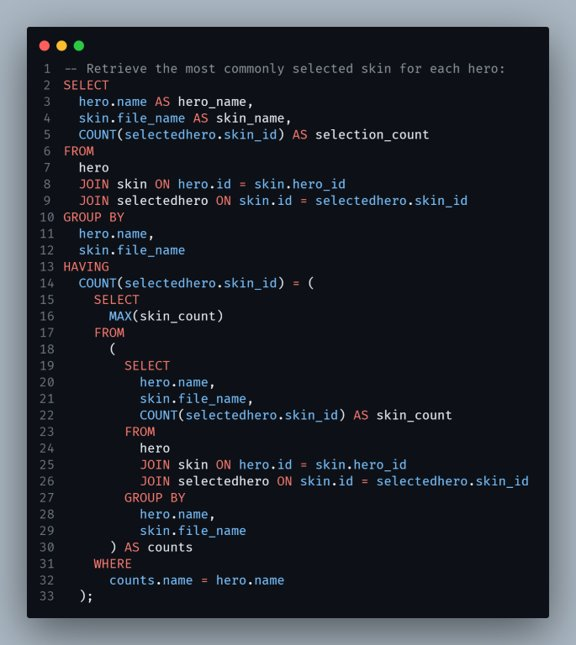 1 -- Retrieve the most commonly selected skin for each hero:
2 SELECT
3   hero.name AS hero_name,
4   skin.file_name AS skin_name,
5   COUNT(selectedhero.skin_id) AS selection_count
6 FROM
7   hero
8   JOIN skin ON hero.id = skin.hero_id
9   JOIN selectedhero ON skin.id = selectedhero.skin_id
10 GROUP BY
11   hero.name,
12   skin.file_name
13 HAVING
14   COUNT(selectedhero.skin_id) = (
15     SELECT
16       MAX(skin_count)
17     FROM
18       (
19         SELECT
20           hero.name,
21           skin.file_name,
22           COUNT(selectedhero.skin_id) AS skin_count
23         FROM
24           hero
25           JOIN skin ON hero.id = skin.hero_id
26           JOIN selectedhero ON skin.id = selectedhero.skin_id
27         GROUP BY
28           hero.name,
29           skin.file_name
30       ) AS counts
31     WHERE
32       counts.name = hero.name
33   );